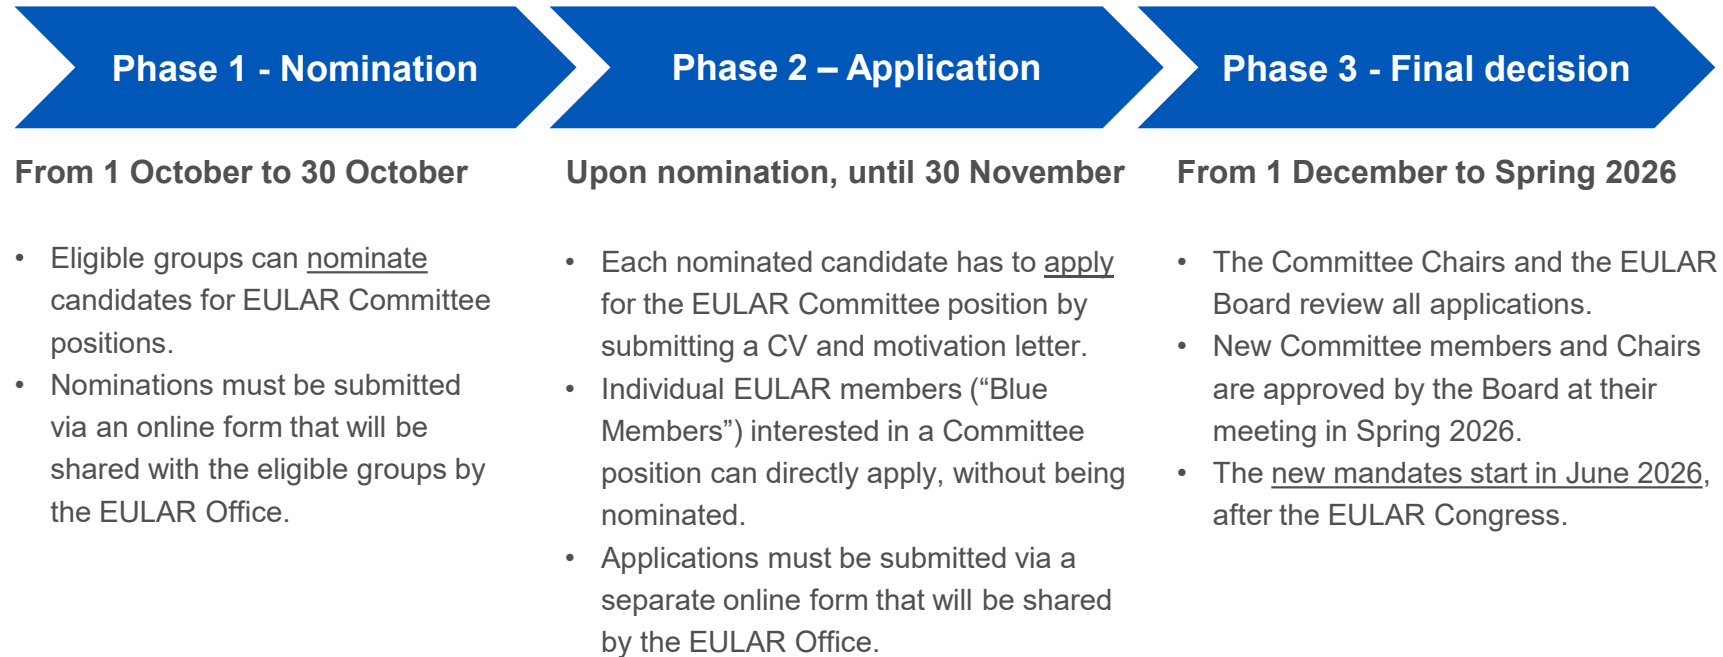 Phase 1 - Nomination
Phase 2 – Application
Phase 3 - Final decision
From 1 October to 30 October
• Eligible groups can nominate
candidates for EULAR Committee
positions.
• Nominations must be submitted
via an online form that will be
shared with the eligible groups by
the EULAR Office.
Upon nomination, until 30 November
• Each nominated candidate has to apply
for the EULAR Committee position by
submitting a CV and motivation letter.
• Individual EULAR members (“Blue
Members”) interested in a Committee
position can directly apply, without being
nominated.
• Applications must be submitted via a
separate online form that will be shared
by the EULAR Office.
From 1 December to Spring 2026
• The Committee Chairs and the EULAR
Board review all applications.
• New Committee members and Chairs
are approved by the Board at their
meeting in Spring 2026.
• The new mandates start in June 2026,
after the EULAR Congress.